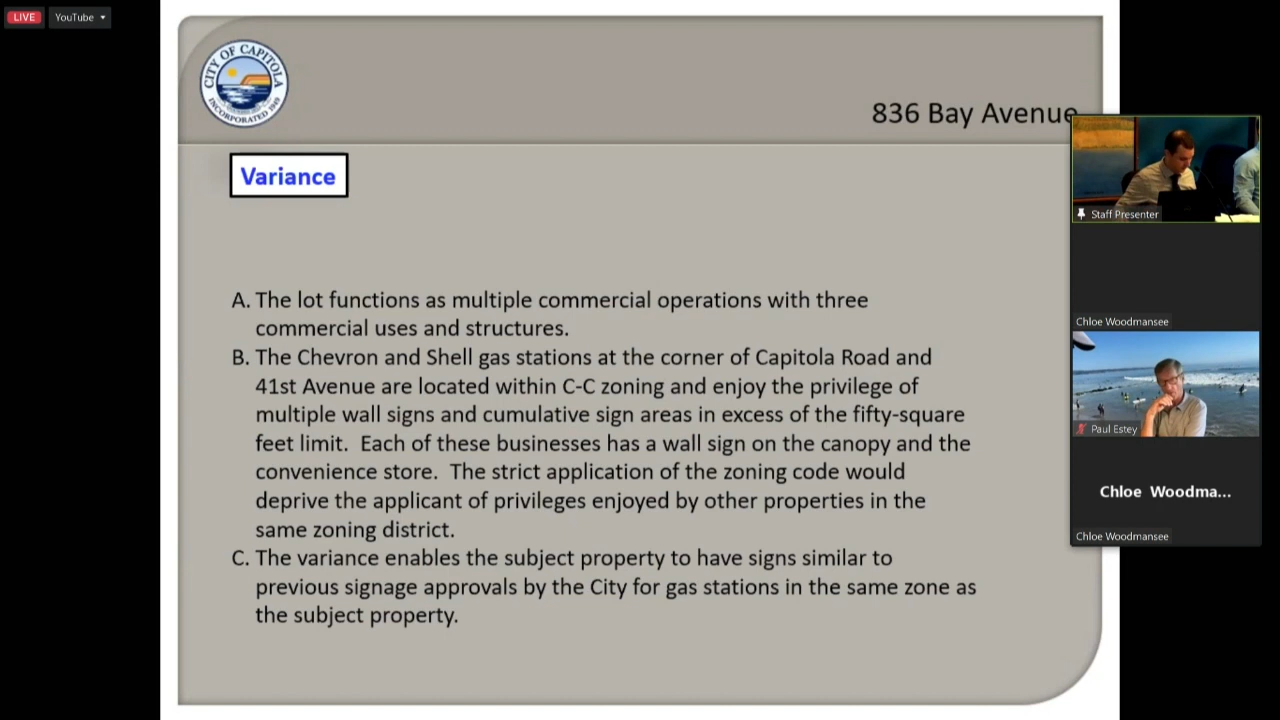 LIVE
YouTube
CITY OF CAPITOLA
INCORPORATED 1949
836 Bay Avenue
Variance
A. The lot functions as multiple commercial operations with three
commercial uses and structures.
B. The Chevron and Shell gas stations at the corner of Capitola Road and
41st Avenue are located within C-C zoning and enjoy the privilege of
multiple wall signs and cumulative sign areas in excess of the fifty-square
feet limit.  Each of these businesses has a wall sign on the canopy and the
convenience store.  The strict application of the zoning code would
deprive the applicant of privileges enjoyed by other properties in the
same zoning district.
C. The variance enables the subject property to have signs similar to
previous signage approvals by the City for gas stations in the same zone as
the subject property.
Staff Presenter
Chloe Woodmansee
Paul Estey
Chloe Woodma...
Chloe Woodmansee